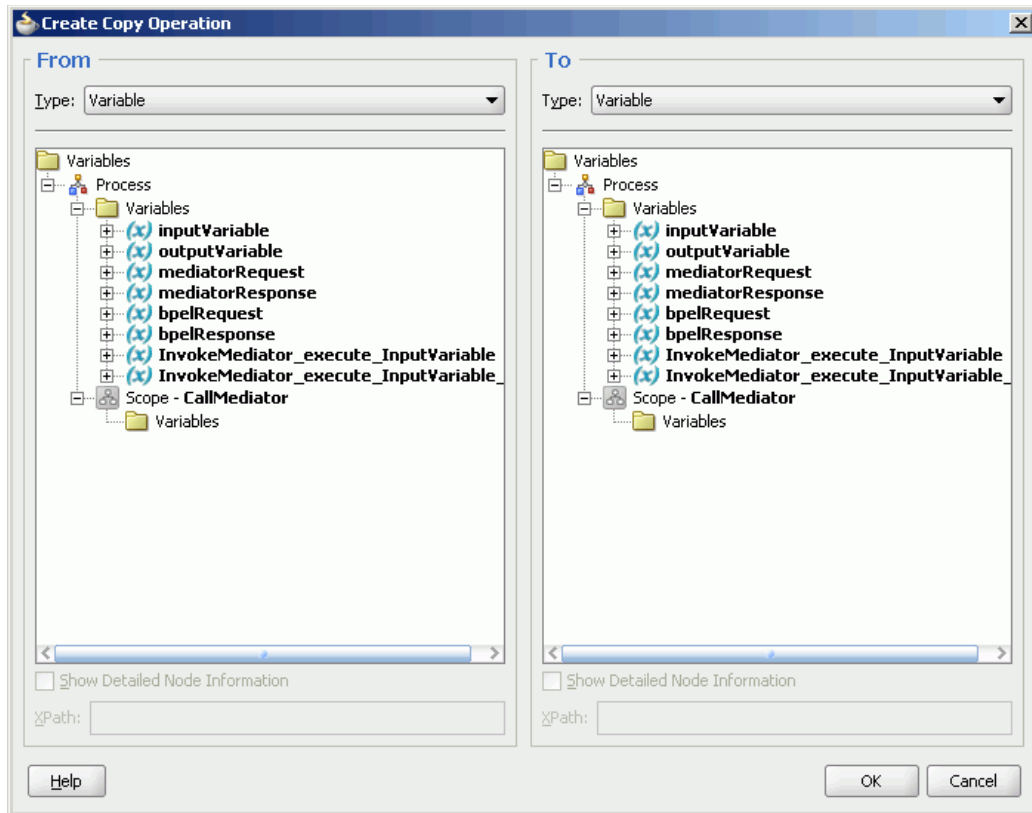 Create Copy Operation
From
Type: Variable
Variables
Process
Variables
(x) inputVariable
(x) outputVariable
(x) mediatorRequest
(x) mediatorResponse
(x) bpelRequest
(x) bpelResponse
(x) InvokeMediator_execute_InputVariable
(x) InvokeMediator_execute_InputVariable_
Scope - CallMediator
Variables
Show Detailed Node Information
XPath:
To
Type: Variable
Variables
Process
Variables
(x) inputVariable
(x) outputVariable
(x) mediatorRequest
(x) mediatorResponse
(x) bpelRequest
(x) bpelResponse
(x) InvokeMediator_execute_InputVariable
(x) InvokeMediator_execute_InputVariable_
Scope - CallMediator
Variables
Show Detailed Node Information
XPath:
Help
OK
Cancel